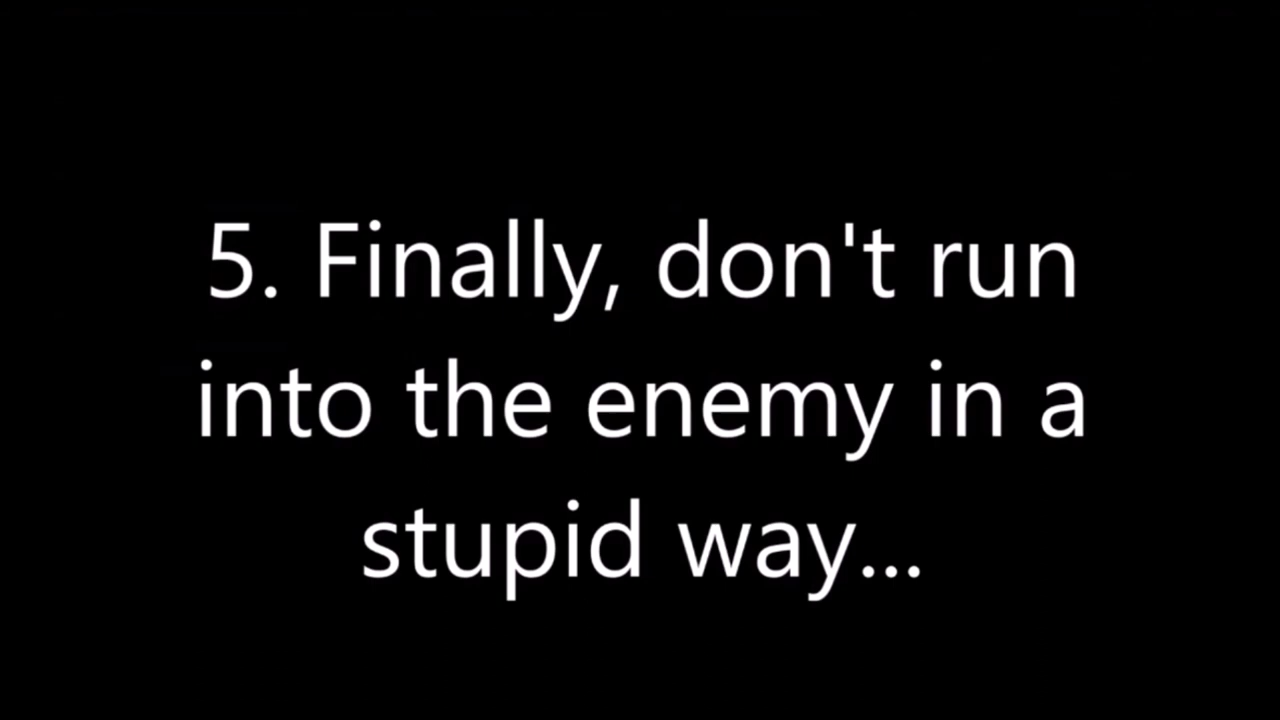 5. Finally, don't run
into the enemy in a
stupid way...